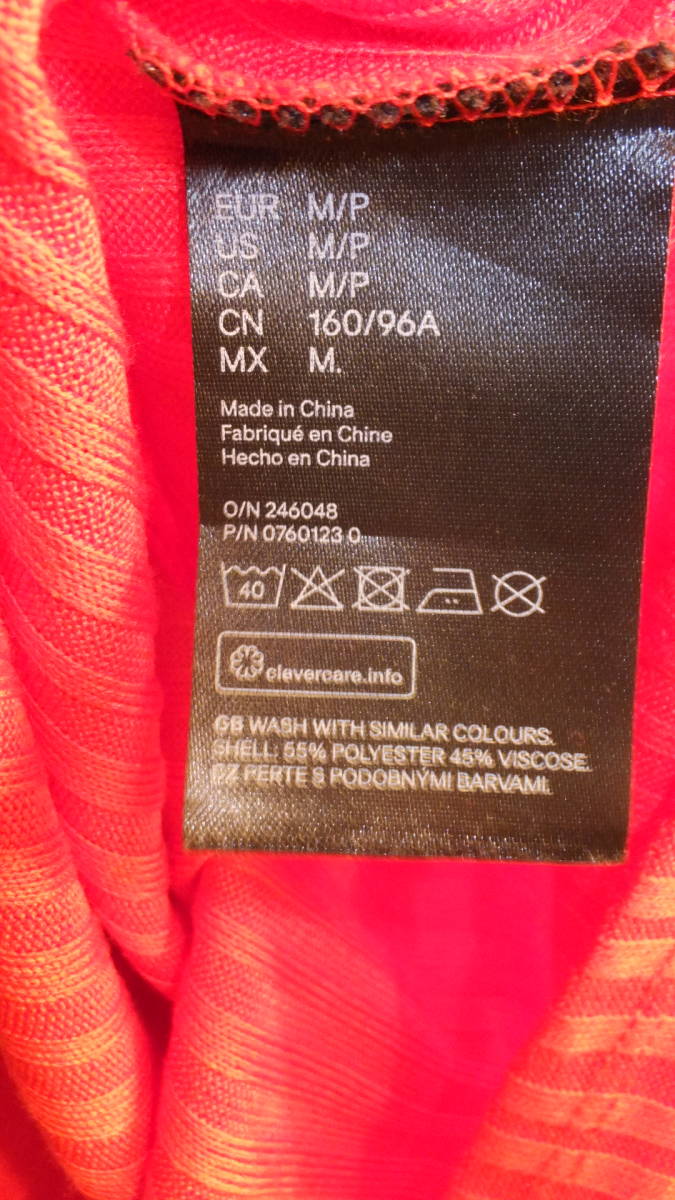 EUR M/P
US M/P
CA M/P
CN 160/96A
MX M.
Made in China
Fabriqué en Chine
Hecho en China
O/N 246048
P/N 0760123 0
40
clevercare.info
GB WASH WITH SIMILAR COLOURS.
SHELL: 55% POLYESTER 45% VISCOSE.
CZ PERTE S PODOBNÝMI BARVAMI.